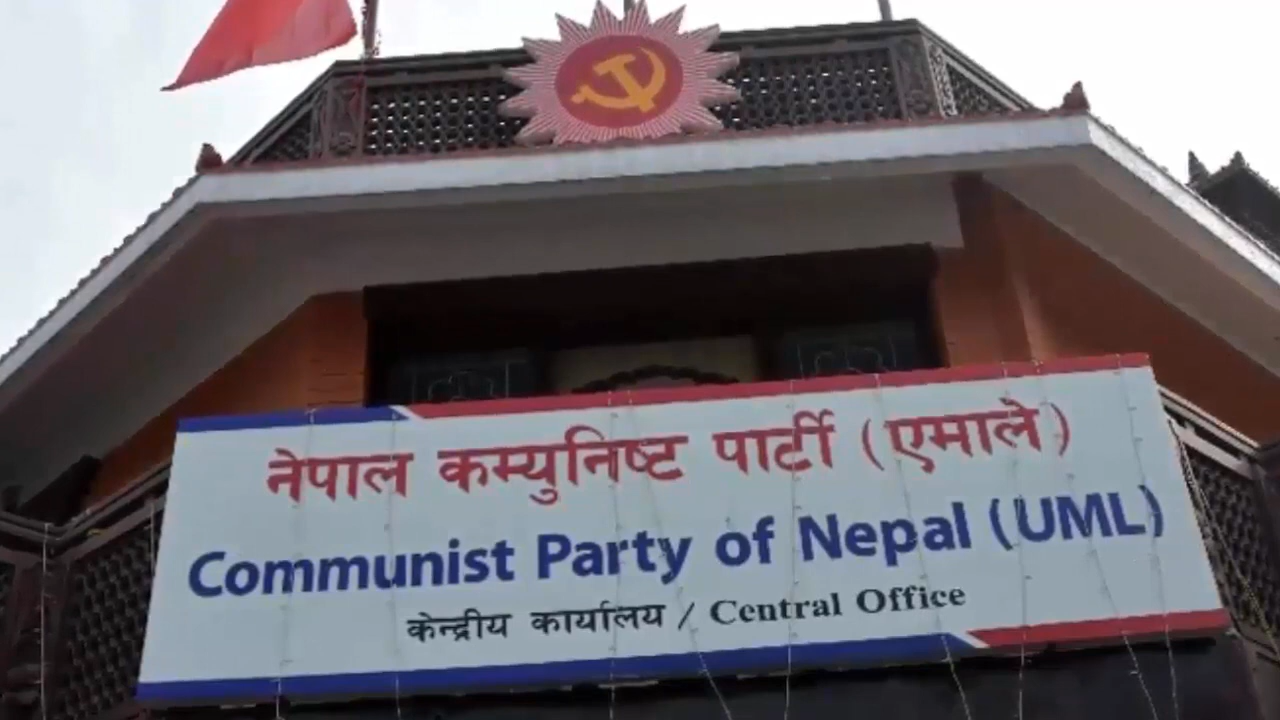 नेपाल कम्युनिष्ट पार्टी (एमाले)
Communist Party of Nepal (UML)
केन्द्रीय कार्यालय / Central Office